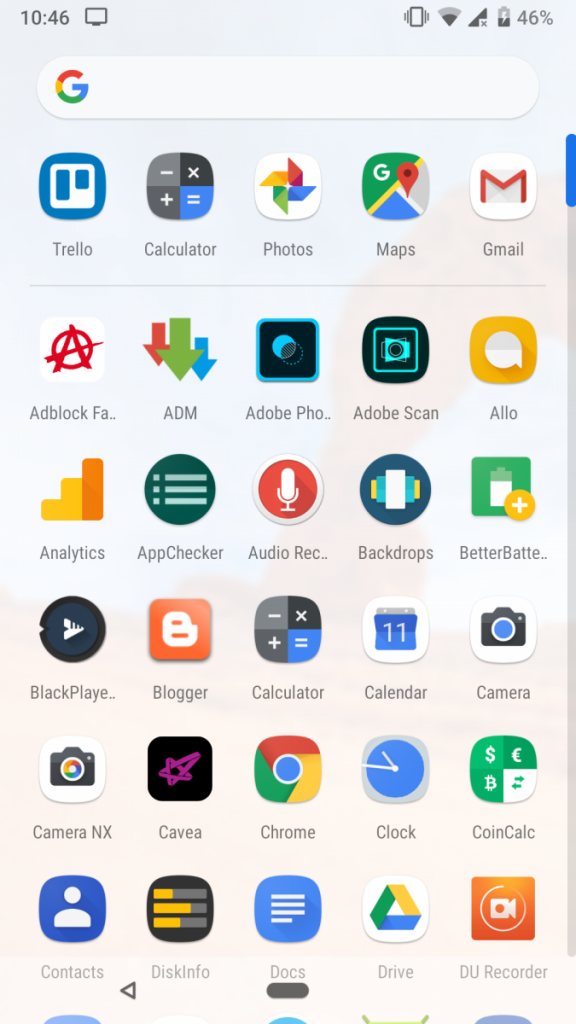 10:46 46%
G
Trello Calculator Photos Maps Gmail
Adblock Fa.. ADM Adobe Pho.. Adobe Scan Allo
Analytics AppChecker Audio Rec.. Backdrops BetterBatte..
11
BlackPlaye.. Blogger Calculator Calendar Camera
Camera NX Cavea Chrome Clock CoinCalc
Contacts DiskInfo Docs Drive DU Recorder